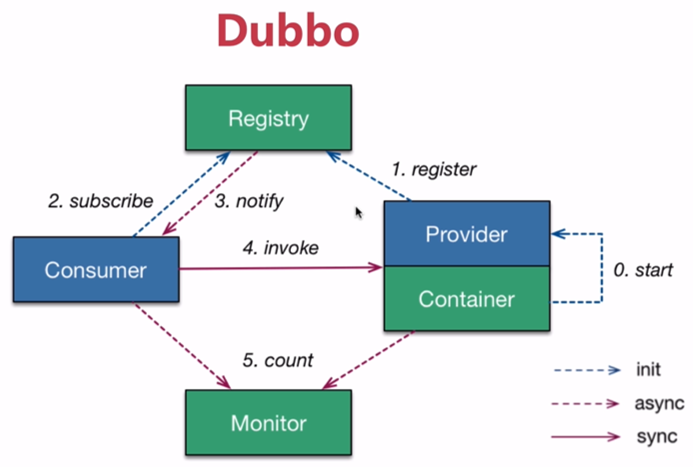 Dubbo
Registry
1. register
2. subscribe
3. notify
Provider
4. invoke
Consumer
0. start
Container
5. count
init
async
Monitor
sync